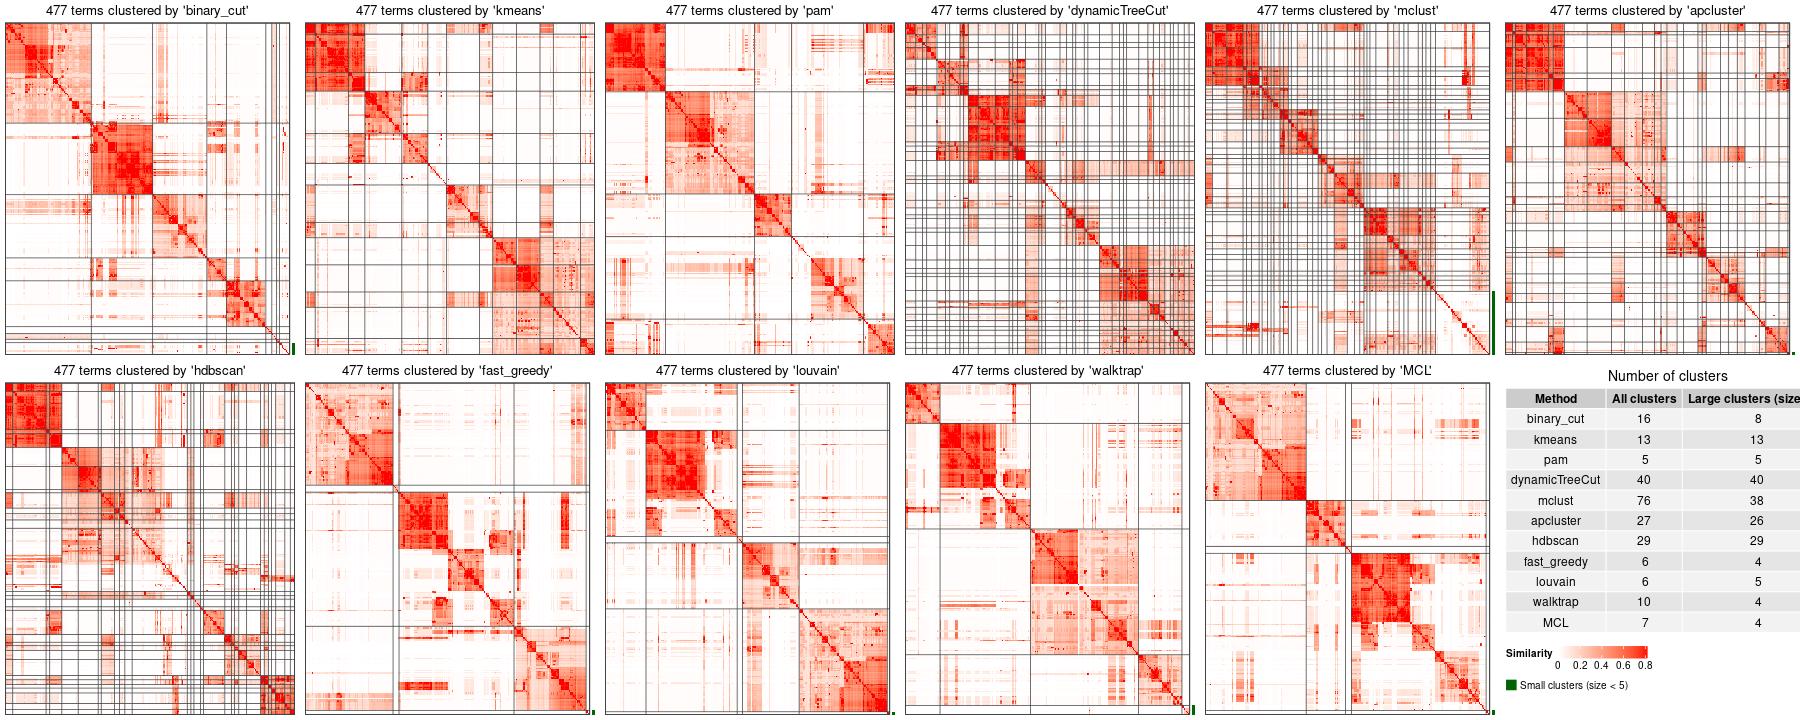 477 terms clustered by 'binary_cut'
477 terms clustered by 'kmeans'
477 terms clustered by 'pam'
477 terms clustered by 'dynamicTreeCut'
477 terms clustered by 'mclust'
477 terms clustered by 'apcluster'
477 terms clustered by 'hdbscan'
477 terms clustered by 'fast_greedy'
477 terms clustered by 'louvain'
477 terms clustered by 'walktrap'
477 terms clustered by 'MCL'
Number of clusters
Method All clusters Large clusters (size
binary_cut 16 8
kmeans 13 13
pam 5 5
dynamicTreeCut 40 40
mclust 76 38
apcluster 27 26
hdbscan 29 29
fast_greedy 6 4
louvain 6 5
walktrap 10 4
MCL 7 4
Similarity
0 0.2 0.4 0.6 0.8
Small clusters (size < 5)